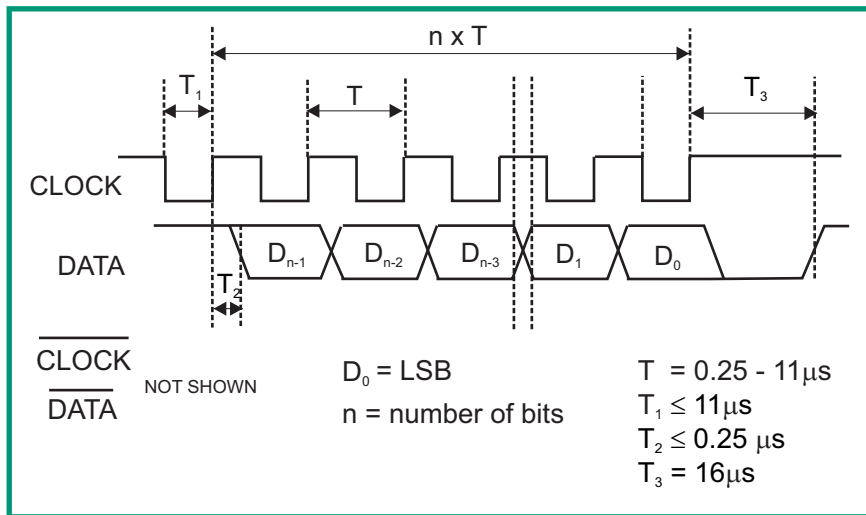 n x T
T₁
T
T₃
CLOCK
DATA
Dₙ₋₁
Dₙ₋₂
Dₙ₋₃
D₁
D₀
T₂
CLOCK
DATA
NOT SHOWN
D₀ = LSB
n = number of bits
T = 0.25 - 11µs
T₁ ≤ 11µs
T₂ ≤ 0.25 µs
T₃ = 16µs